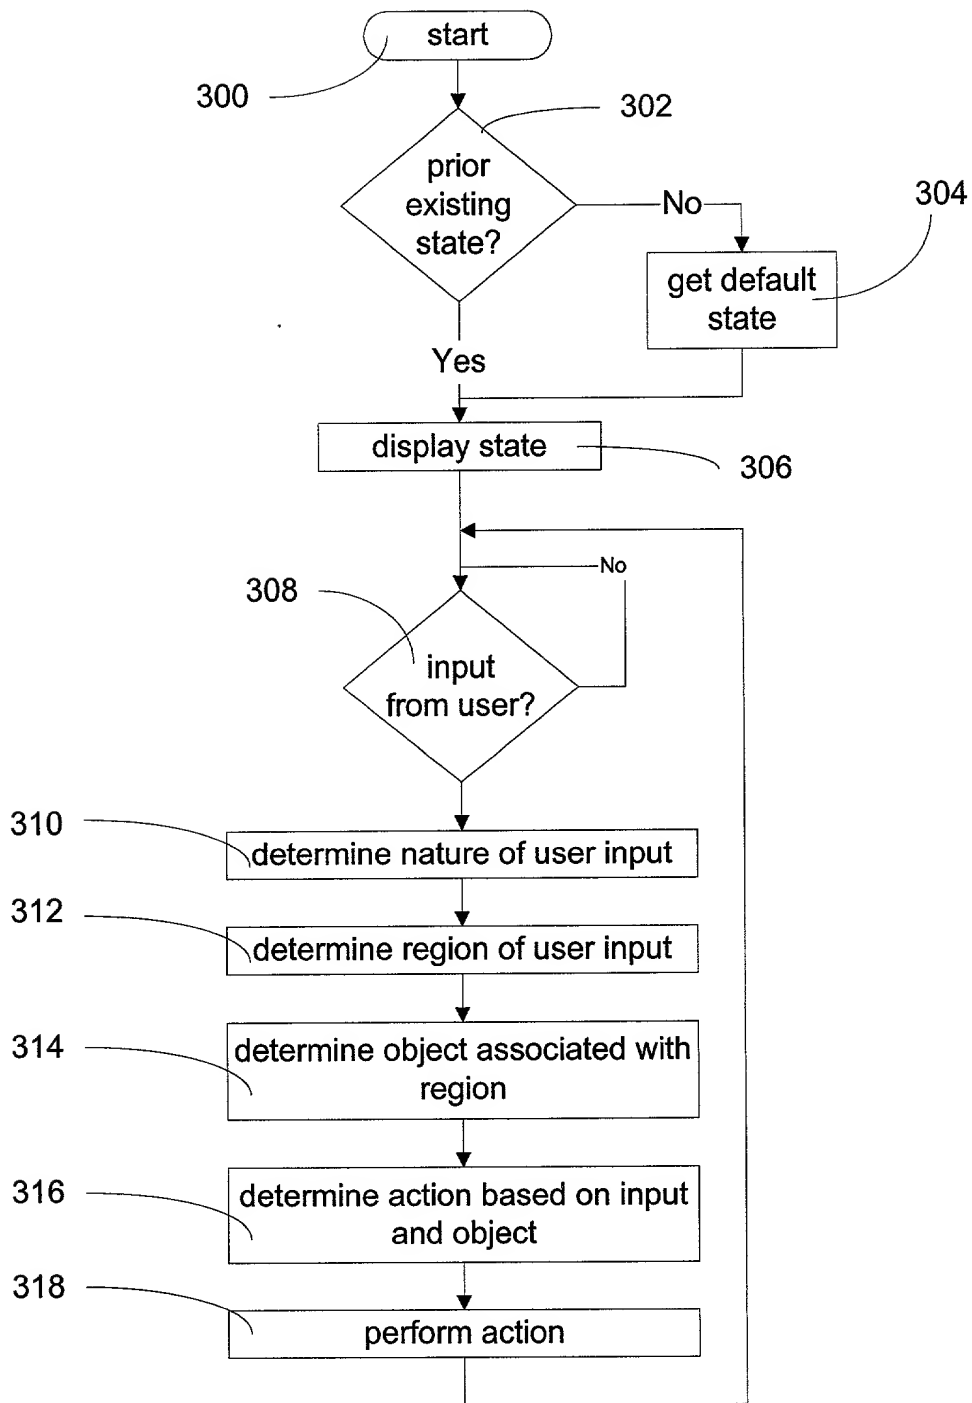 start
300
302
prior
existing
state?
No
304
get default
state
Yes
display state
306
No
308
input
from user?
310
determine nature of user input
312
determine region of user input
314
determine object associated with
region
316
determine action based on input
and object
318
perform action